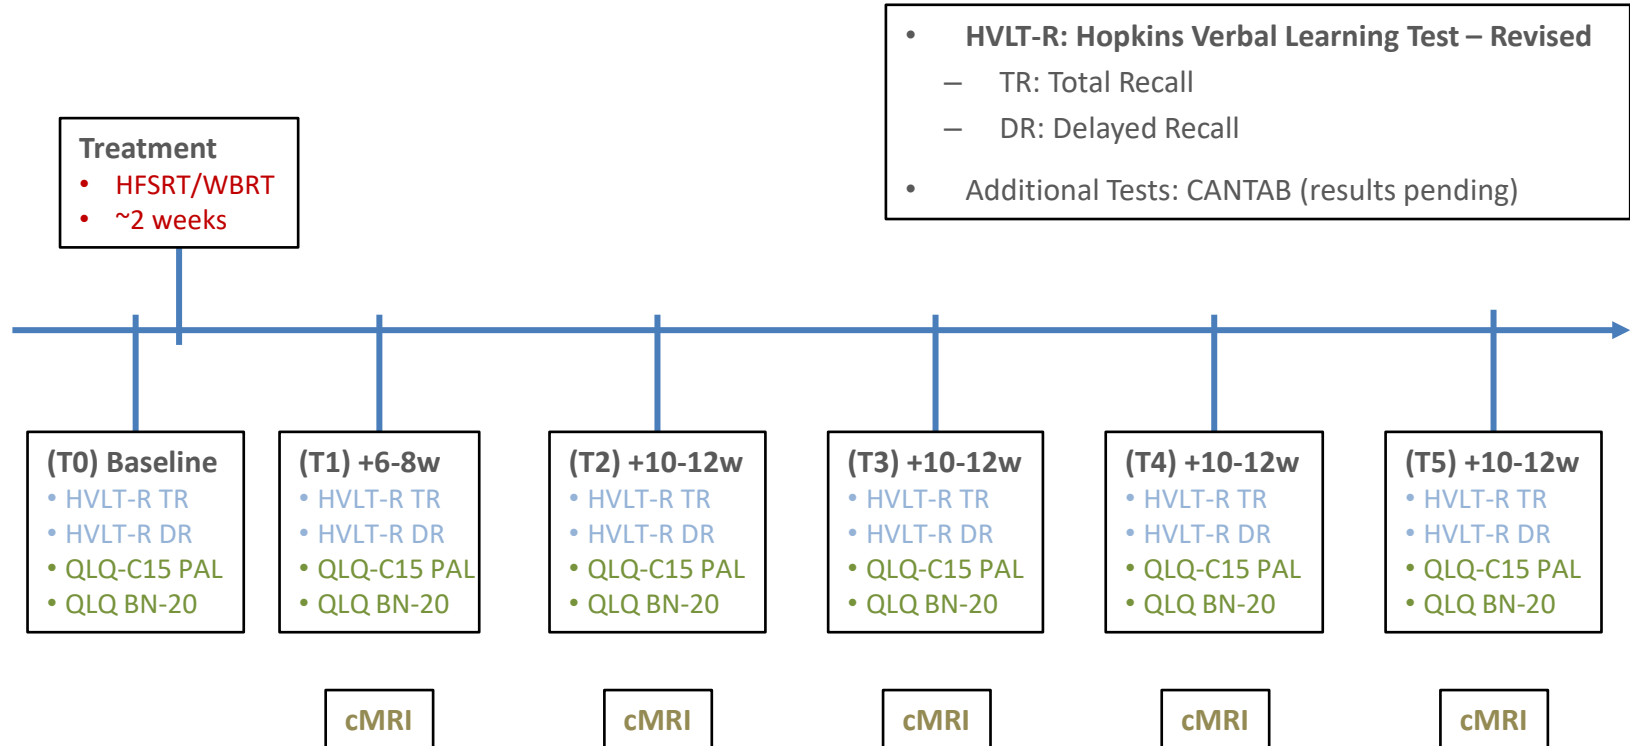 • HVLT-R: Hopkins Verbal Learning Test – Revised
– TR: Total Recall
– DR: Delayed Recall
• Additional Tests: CANTAB (results pending)
Treatment
• HFSRT/WBRT
• ~2 weeks
(T0) Baseline
• HVLT-R TR
• HVLT-R DR
• QLQ-C15 PAL
• QLQ BN-20
(T1) +6-8w
• HVLT-R TR
• HVLT-R DR
• QLQ-C15 PAL
• QLQ BN-20
(T2) +10-12w
• HVLT-R TR
• HVLT-R DR
• QLQ-C15 PAL
• QLQ BN-20
(T3) +10-12w
• HVLT-R TR
• HVLT-R DR
• QLQ-C15 PAL
• QLQ BN-20
(T4) +10-12w
• HVLT-R TR
• HVLT-R DR
• QLQ-C15 PAL
• QLQ BN-20
(T5) +10-12w
• HVLT-R TR
• HVLT-R DR
• QLQ-C15 PAL
• QLQ BN-20
cMRI
cMRI
cMRI
cMRI
cMRI